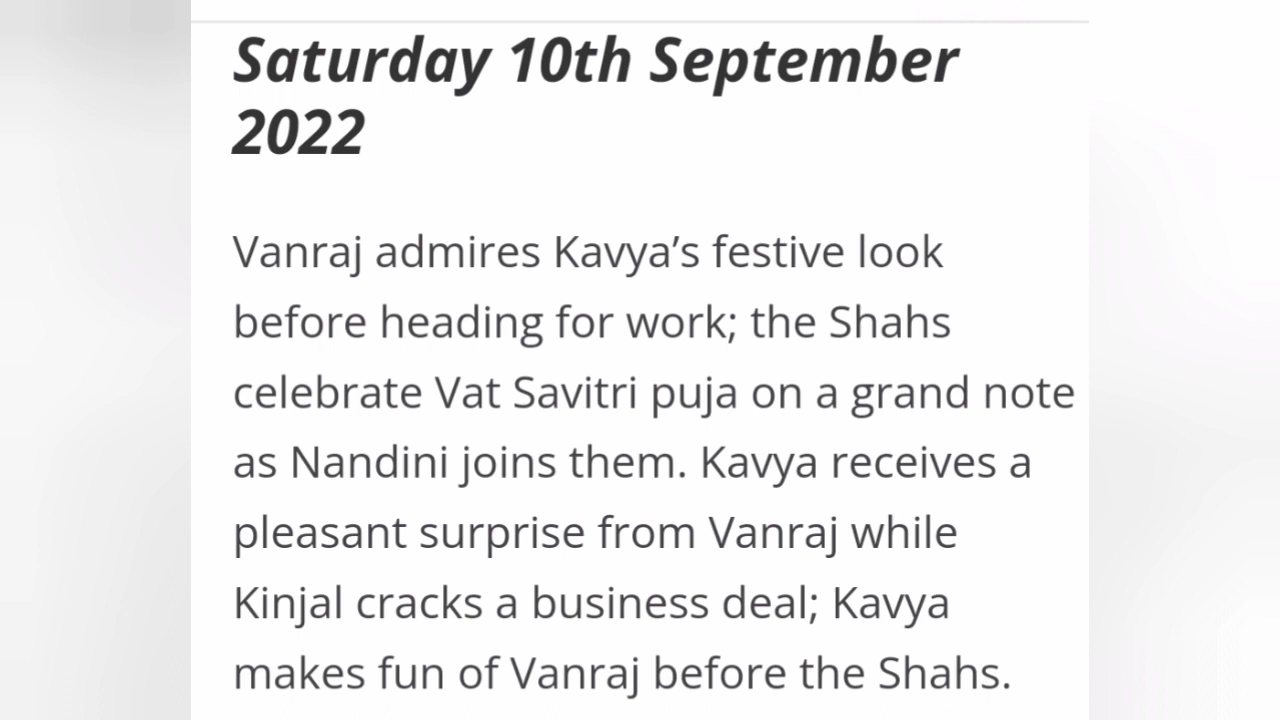 Saturday 10th September
2022
Vanraj admires Kavya’s festive look
before heading for work; the Shahs
celebrate Vat Savitri puja on a grand note
as Nandini joins them. Kavya receives a
pleasant surprise from Vanraj while
Kinjal cracks a business deal; Kavya
makes fun of Vanraj before the Shahs.